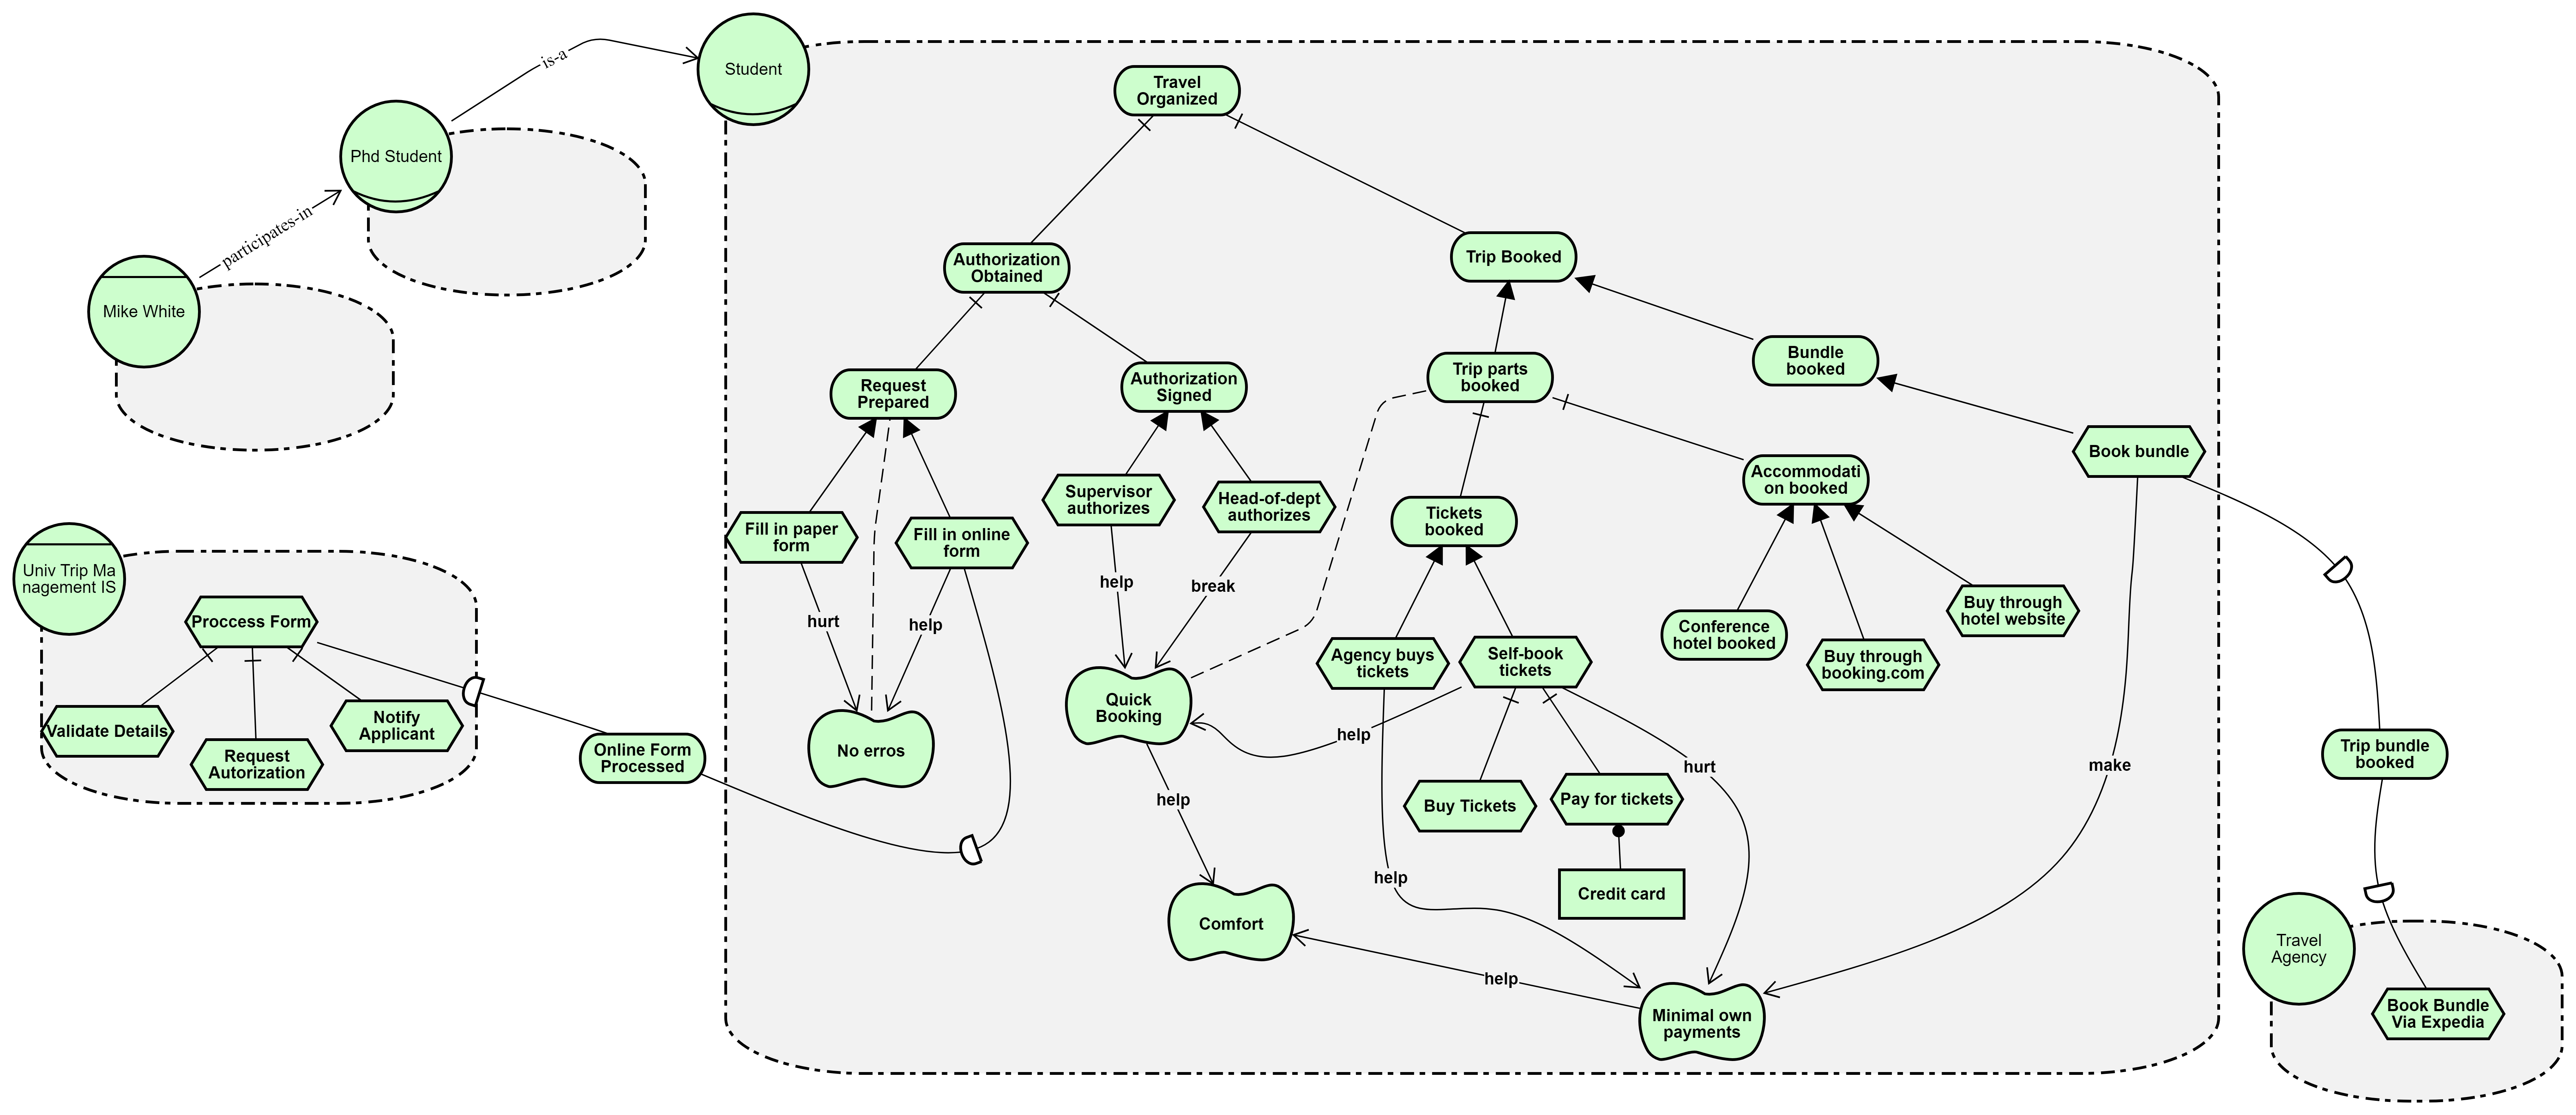 is-a
Student
Travel
Organized
Phd Student
participates-in
Mike White
Authorization
Obtained
Trip Booked
Request
Prepared
Authorization
Signed
Trip parts
booked
Bundle
booked
Book bundle
Supervisor
authorizes
Head-of-dept
authorizes
Accommodati
on booked
Fill in paper
form
Fill in online
form
Tickets
booked
Univ Trip Ma
nagement IS
Proccess Form
help
break
hurt
help
Conference
hotel booked
Buy through
booking.com
Buy through
hotel website
Agency buys
tickets
Self-book
tickets
Validate Details
Request
Autorization
Notify
Applicant
Online Form
Processed
No erros
Quick
Booking
help
hurt
make
Trip bundle
booked
help
Buy Tickets
Pay for tickets
help
Credit card
Comfort
help
Minimal own
payments
Travel
Agency
Book Bundle
Via Expedia